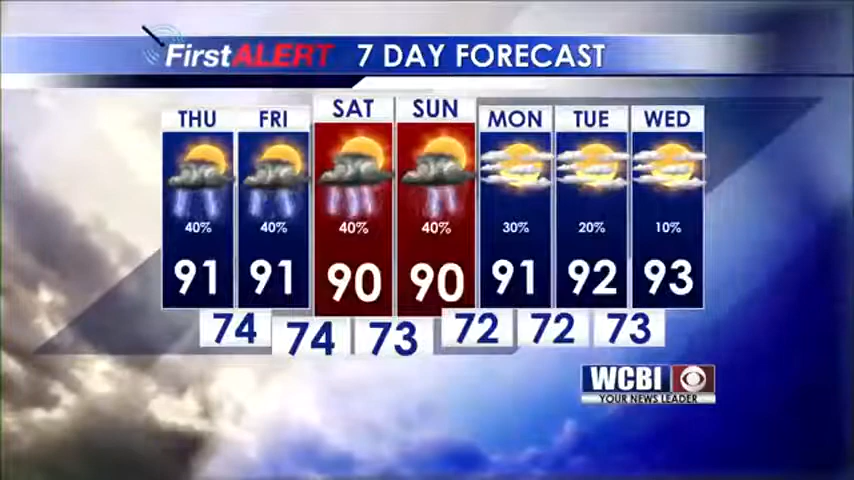 FirstALERT 7 DAY FORECAST
THU FRI SAT SUN MON TUE WED
40% 40% 40% 40% 30% 20% 10%
91 91 90 90 91 92 93
74 74 73 72 72 73
WCBI
YOUR NEWS LEADER